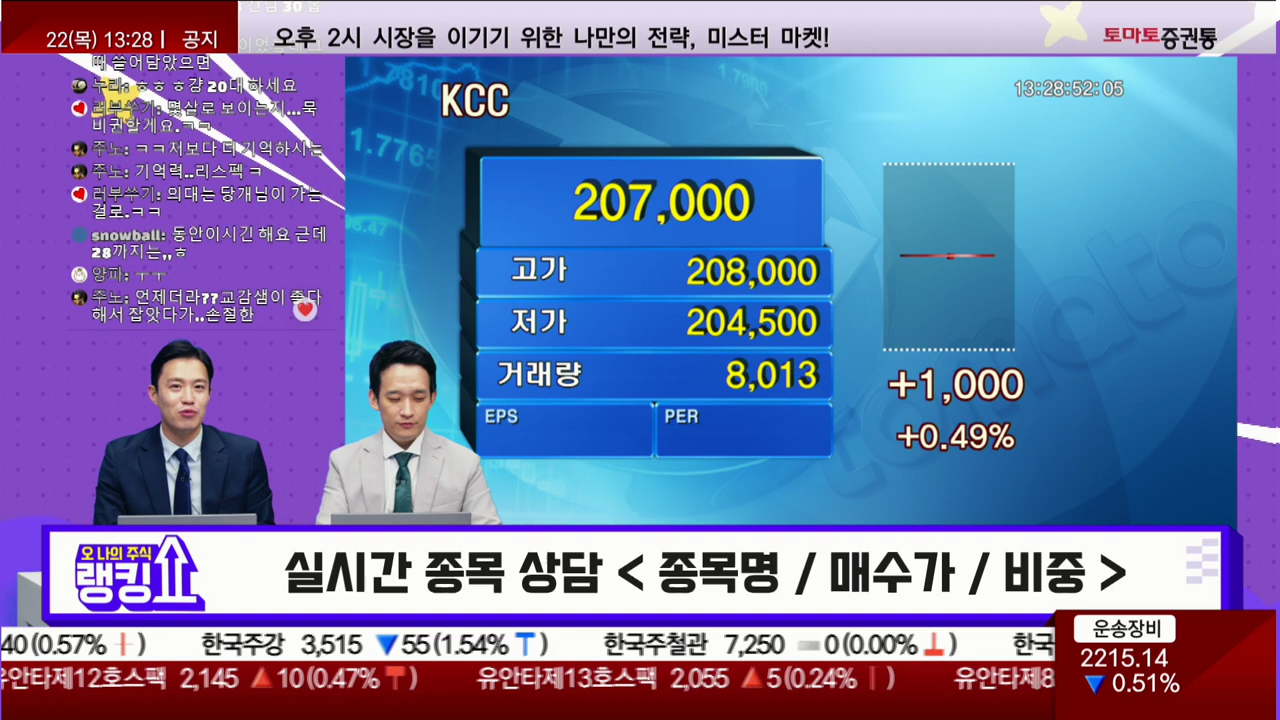 22(목) 13:28 | 공지
오후 2시 시장을 이기기 위한 나만의 전략, 미스터 마켓!
토마토증권통
쓸어담았으면
누라: ㅎㅎㅎ걍 20대 하세요
러부쑤기: 몇살로 보이는지...묵
비권할게요.ㅋㅋ
주노: ㅋㅋ저보다 더 기억하시는
주노: 기억력..리스펙 ㅋ
러부쑤기: 의대는 당개님이 가는
걸로.ㅋㅋ
snowball: 동안이시긴 해요 근데
28까지는,,ㅎ
양파: ㅜㅜ
주노: 언제더라??교감샘이 좋다
해서 잡앗다가..손절한
KCC
13:28:52:05
207,000
고가 208,000
저가 204,500
거래량 8,013
EPS PER
+1,000
+0.49%
tomato
오 나의 주식
랭킹쇼
실시간 종목 상담 < 종목명 / 매수가 / 비중 >
40(0.57% ) 한국주강 3,515 ▼55(1.54% ) 한국주철관 7,250 0(0.00% ) 한국
유안타제12호스팩 2,145 ▲10(0.47% ) 유안타제13호스팩 2,055 ▲5(0.24% ) 유안타제8
운송장비
2215.14
▼ 0.51%